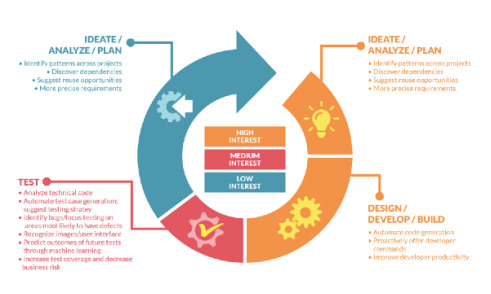 IDEATE /
ANALYZE / PLAN
• Identify patterns across projects
• Discover dependencies
• Suggest reuse opportunities
• More precise requirements
IDEATE /
ANALYZE / PLAN
• Identify patterns across projects
• Discover dependencies
• Suggest reuse opportunities
• More precise requirements
HIGH
INTEREST
MEDIUM
INTEREST
LOW
INTEREST
TEST
• Analyze technical code
• Automate test case generation;
suggest testing stratey
• Identify bugs/focus testing on
areas most likely to have defects
• Recognize images/user interface
• Predict outcomes of future tests
through machine learning
• Increase test coverage and decrease
business risk
DESIGN /
DEVELOP / BUILD
• Automate code generation
• Proactively offer developer
commands
• Improve developer productivity